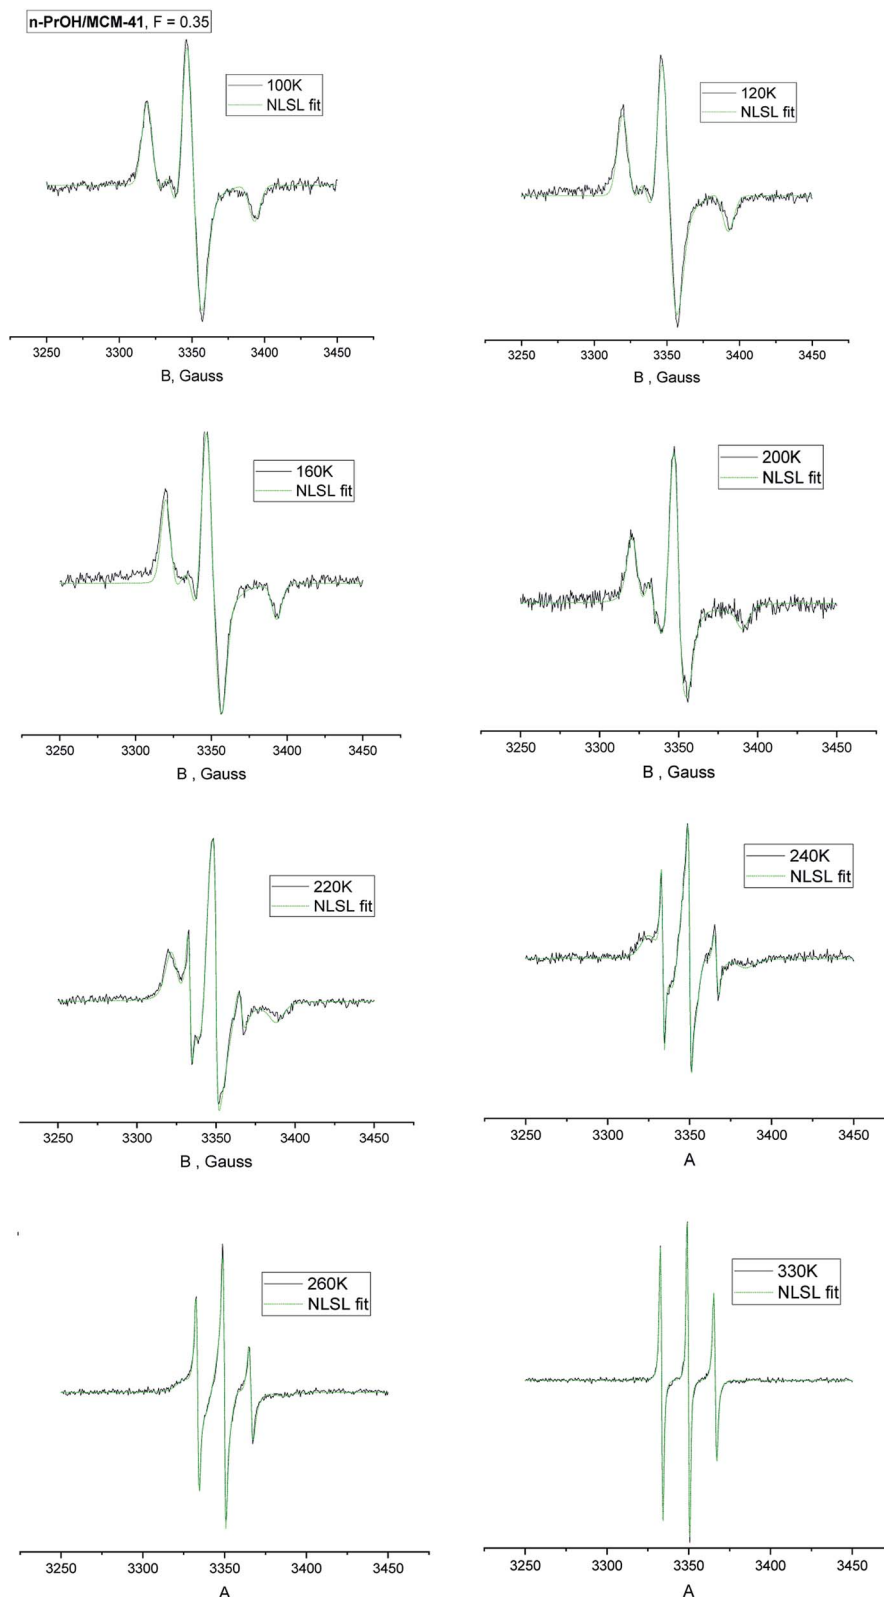 n-PrOH/MCM-41, F = 0.35
100K
NLSL fit
3250 3300 3350 3400 3450
B, Gauss
120K
NLSL fit
3250 3300 3350 3400 3450
B , Gauss
160K
NLSL fit
3250 3300 3350 3400 3450
B , Gauss
200K
NLSL fit
3250 3300 3350 3400 3450
B , Gauss
220K
NLSL fit
3250 3300 3350 3400 3450
B , Gauss
240K
NLSL fit
3250 3300 3350 3400 3450
A
260K
NLSL fit
3250 3300 3350 3400 3450
A
330K
NLSL fit
3250 3300 3350 3400 3450
A